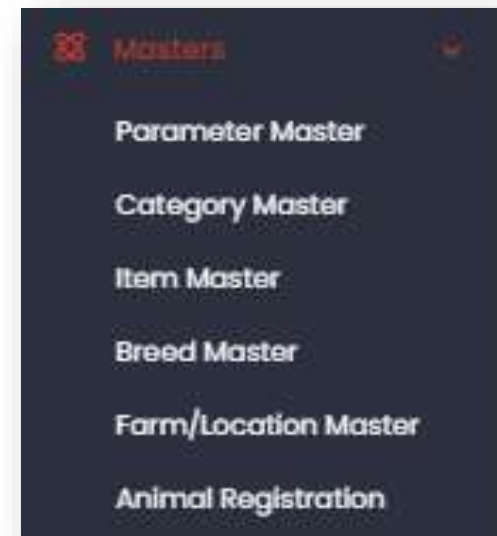 Masters
Parameter Master
Category Master
Item Master
Breed Master
Farm/Location Master
Animal Registration